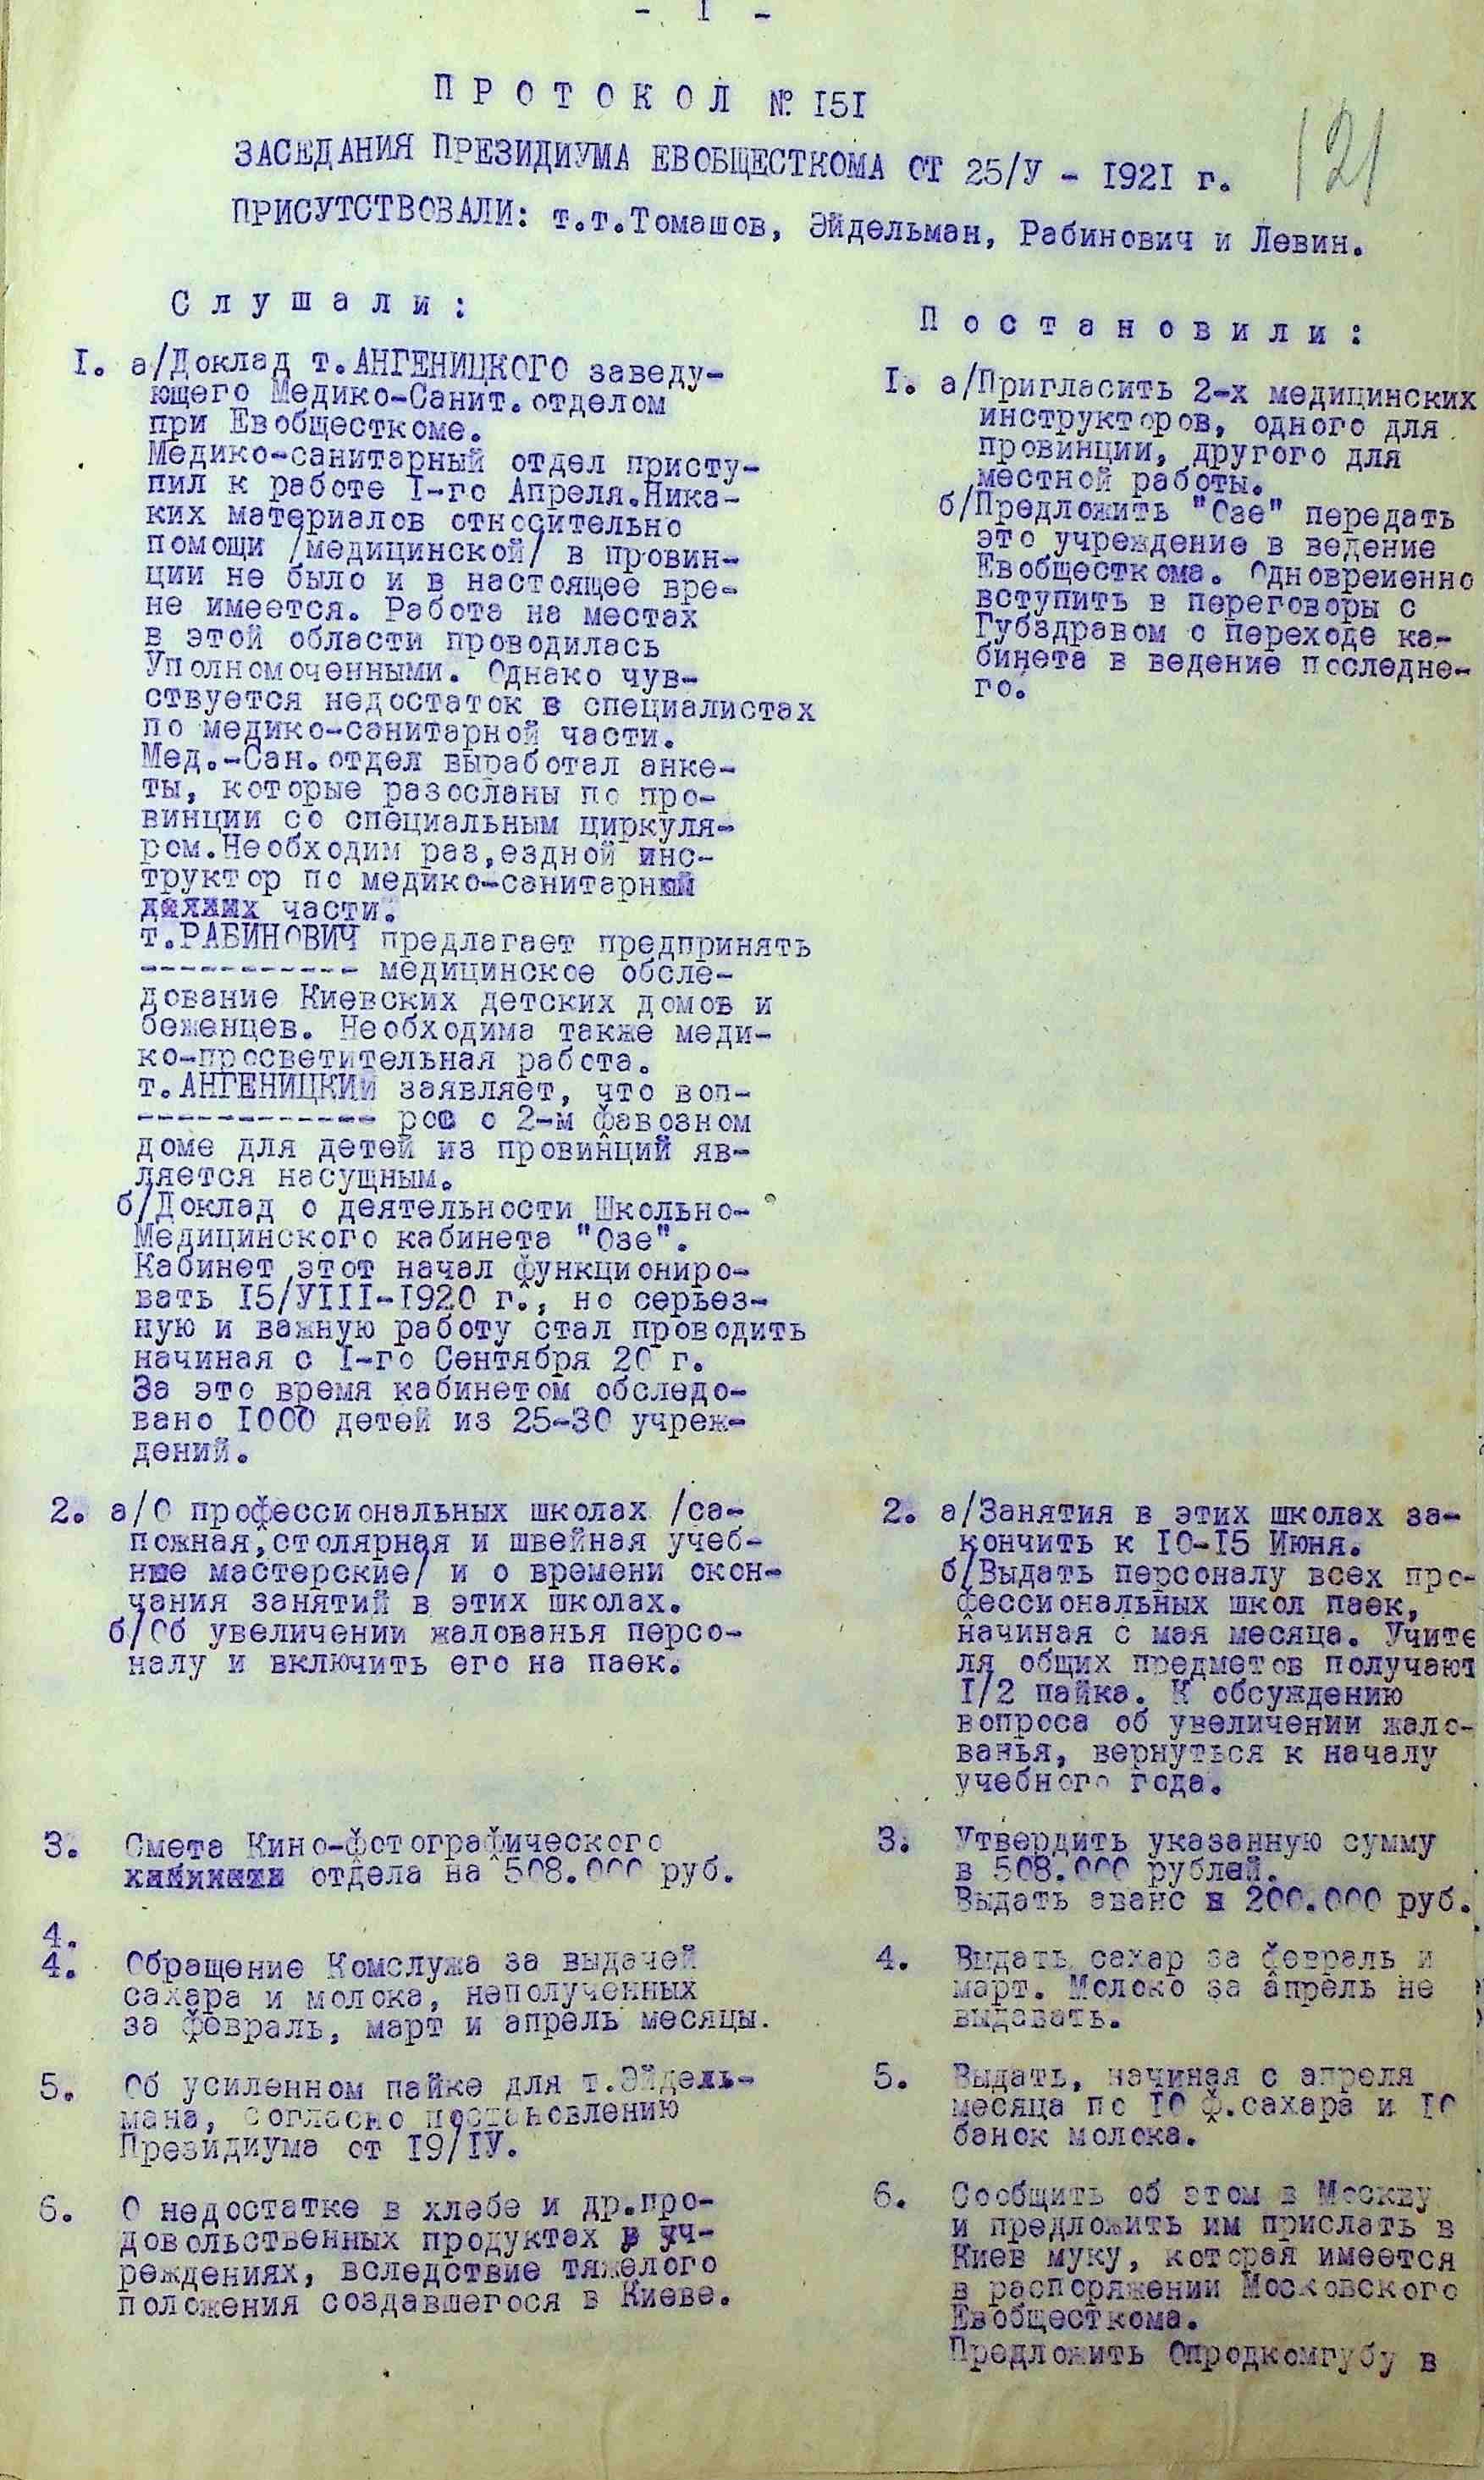 - I -
ПРОТОКОЛ № I5I
I2I
ЗАСЕДАНИЯ ПРЕЗИДИУМА ЕВОБЩЕСТКОМА ОТ 25/У - I92I г.
ПРИСУТСТВОВАЛИ: т.т.Томашов, Эйдельман, Рабинович и Левин.
Слушали:
I. а/Доклад т.АНГЕНИЦКОГО заведу-
ющего Медико-Санит.отделом
при Евобществкоме.
Медико-санитарный отдел присту-
пил к работе I-го Апреля.Ника-
ких материалов относительно
помощи /медицинской/ в провин-
ции не было и в настоящее вре-
не имеется. Работа на местах
в этой области проводилась
Уполномоченными. Однако чув-
ствуется недостаток в специалистах
по медико-санитарной части.
Мед.-Сан.отдел выработал анке-
ты, которые разосланы по про-
винции со специальным циркуля-
ром.Необходим раз,ездной инс-
труктор по медико-санитарной
части.
т.РАБИНОВИЧ предлагает предпринять
----------- медицинское обсле-
дование Киевских детских домов и
беженцев. Необходима также меди-
ко-просветительная работа.
т.АНГЕНИЦКИЙ заявляет, что воп-
------------ рос о 2-м фавозном
доме для детей из провинций яв-
ляется насущным.
б/Доклад о деятельности Школьно-
Медицинского кабинета "Озе".
Кабинет этот начал функциониро-
вать I5/УIII-I920 г., но серьез-
ную и важную работу стал проводить
начиная с I-го Сентября 20 г.
За это время кабинетом обследо-
вано I000 детей из 25-30 учреж-
дений.
2. а/О профессиональных школах /са-
пожная,столярная и швейная учеб-
ные мастерские/ и о времени окон-
чания занятий в этих школах.
б/Об увеличении жалованья персо-
налу и включить его на паек.
3. Смета Кино-фотографического
отдела на 508.000 руб.
4.
4. Обращение Комслужа за выдачей
сахара и молока, неполученных
за февраль, март и апрель месяцы.
5. Об усиленном пайке для т.Эйдель-
мана, согласно постановлению
Президиума от I9/IУ.
6. О недостатке в хлебе и др.про-
довольственных продуктах в уч-
реждениях, вследствие тяжелого
положения создавшегося в Киеве.
Постановили:
I. а/Пригласить 2-х медицинских
инструкторов, одного для
провинции, другого для
местной работы.
б/Предложить "Озе" передать
это учреждение в ведение
Евобщесткома. Одновреиенно
вступить в переговоры с
Губздравом о переходе ка-
бинета в ведение последне-
го.
2. а/Занятия в этих школах за-
кончить к I0-I5 Июня.
б/Выдать персоналу всех про-
фессиональных школ паек,
начиная с мая месяца. Учите
ля общих предметов получают
I/2 пайка. К обсуждению
вопроса об увеличении жало-
ванья, вернуться к началу
учебного года.
3. Утвердить указанную сумму
в 508.000 рублей.
Выдать аванс в 200.000 руб.
4. Выдать сахар за февраль и
март. Молоко за апрель не
выдавать.
5. Выдать, начиная с апреля
месяца по I0 ф.сахара и I0
банок молока.
6. Сообщить об этом в Москву
и предложить им прислать в
Киев муку, которая имеется
в распоряжении Московского
Евобщесткома.
Предложить Опродкомгубу в